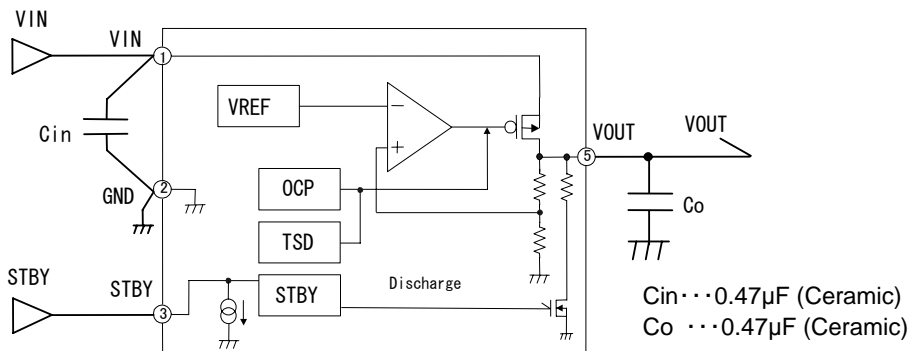 VIN
VIN
1
VREF
−
+
VOUT
5
VOUT
Cin
2
GND
OCP
Co
TSD
STBY
STBY
3
STBY
Discharge
Cin···0.47µF (Ceramic)
Co ···0.47µF (Ceramic)